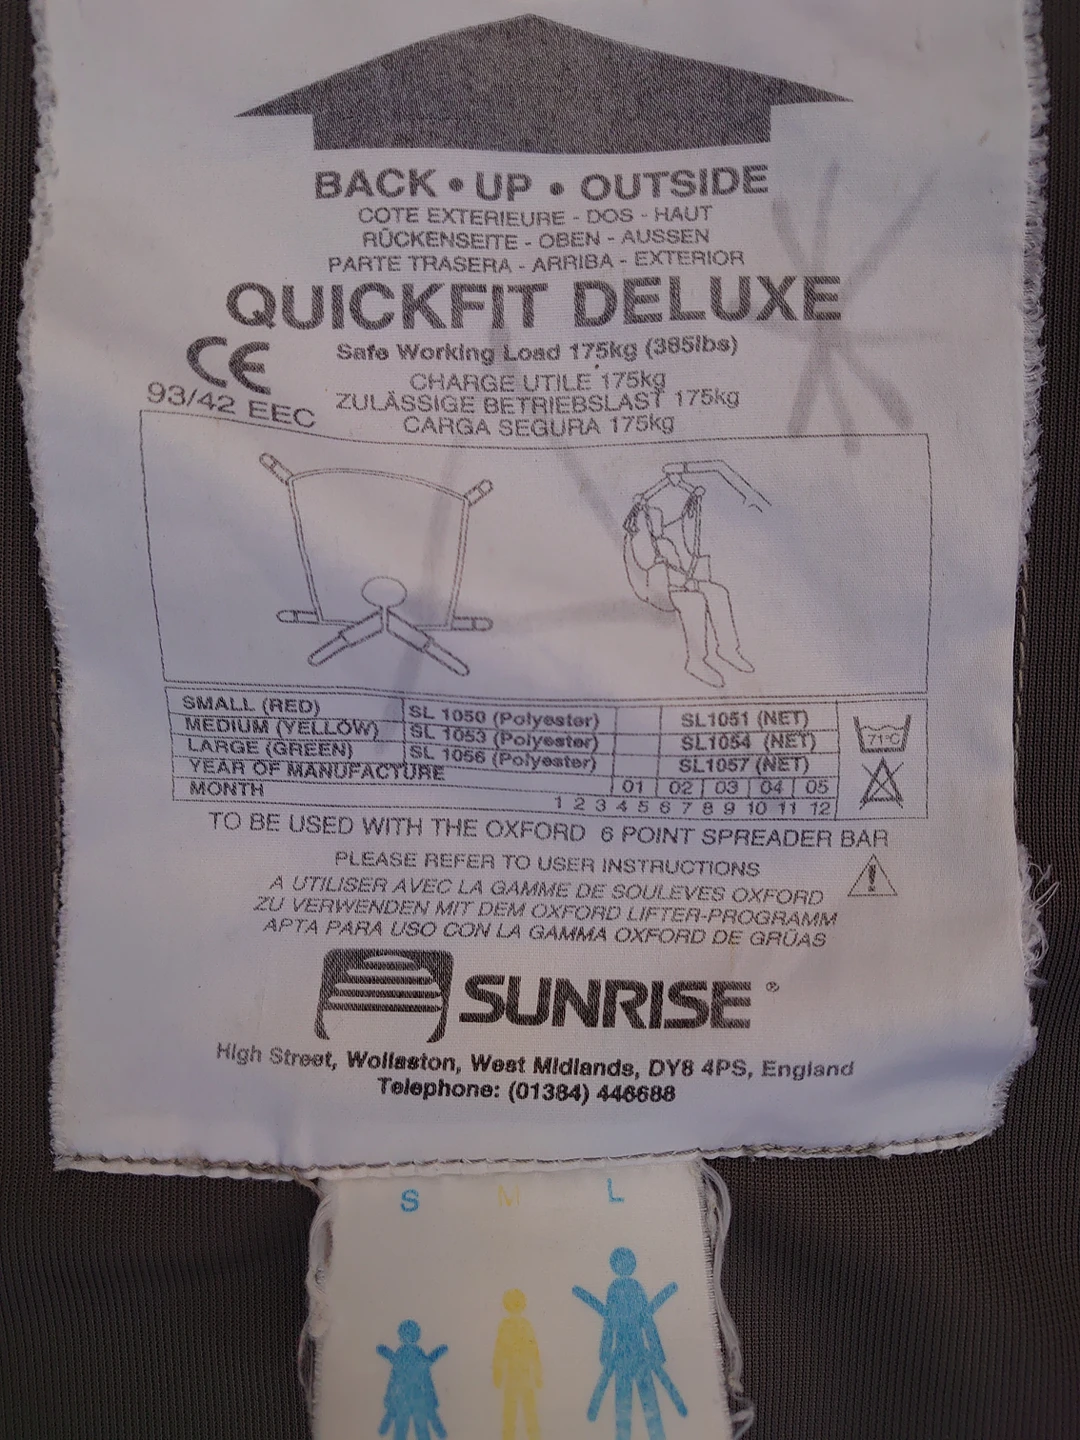 BACK • UP • OUTSIDE
COTE EXTERIEURE - DOS - HAUT
RÜCKENSEITE - OBEN - AUSSEN
PARTE TRASERA - ARRIBA - EXTERIOR
QUICKFIT DELUXE
CE
93/42 EEC
Safe Working Load 175kg (385lbs)
CHARGE UTILE 175kg
ZULÄSSIGE BETRIEBSLAST 175kg
CARGA SEGURA 175kg
SMALL (RED) SL 1050 (Polyester) SL1051 (NET)
MEDIUM (YELLOW) SL 1053 (Polyester) SL1054 (NET)
LARGE (GREEN) SL 1056 (Polyester) SL1057 (NET)
71°C
YEAR OF MANUFACTURE 01 02 03 04 05
MONTH 1 2 3 4 5 6 7 8 9 10 11 12
TO BE USED WITH THE OXFORD 6 POINT SPREADER BAR
PLEASE REFER TO USER INSTRUCTIONS
A UTILISER AVEC LA GAMME DE SOULEVES OXFORD
ZU VERWENDEN MIT DEM OXFORD LIFTER-PROGRAMM
APTA PARA USO CON LA GAMMA OXFORD DE GRÜAS
SUNRISE ®
High Street, Wollaston, West Midlands, DY8 4PS, England
Telephone: (01384) 446688
S M L